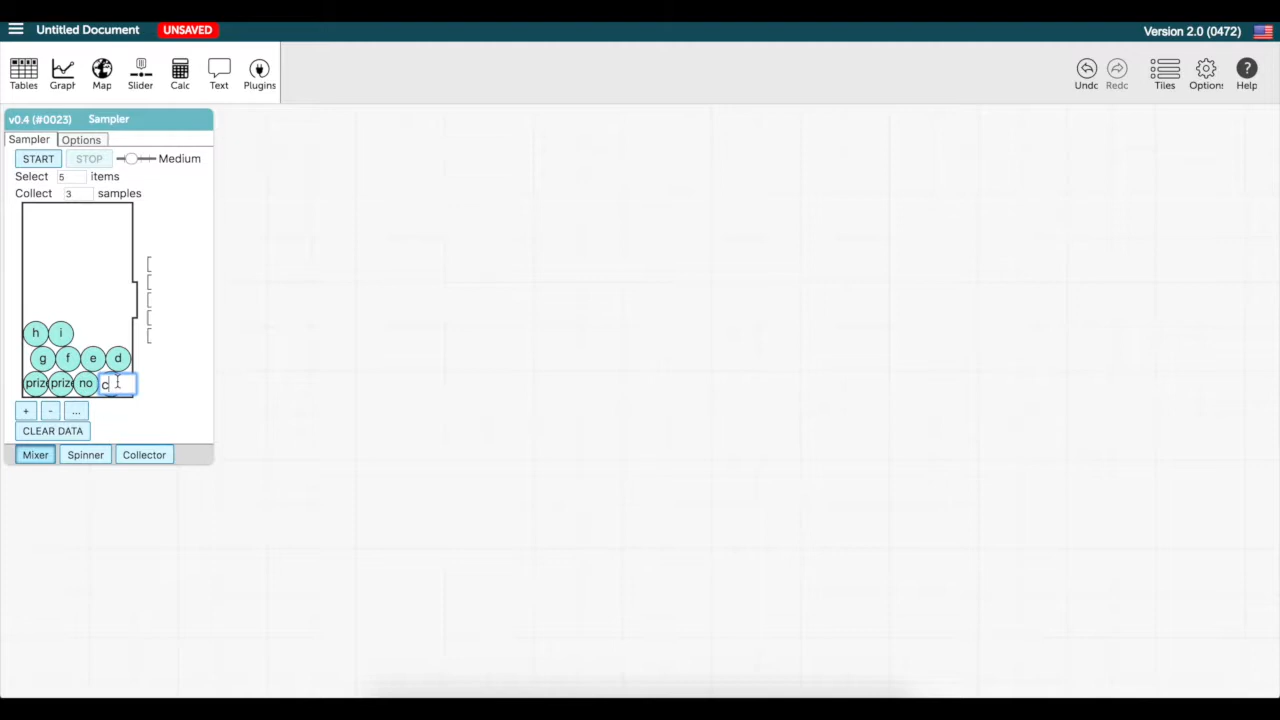 Untitled Document UNSAVED Version 2.0 (0472)
Tables Graph Map Slider Calc Text Plugins Undo Redo Tiles Options ? Help
v0.4 (#0023) Sampler
Sampler Options
START STOP Medium
Select 5 items
Collect 3 samples
h i
g f e d
prize prize no c
+ - ...
CLEAR DATA
Mixer Spinner Collector